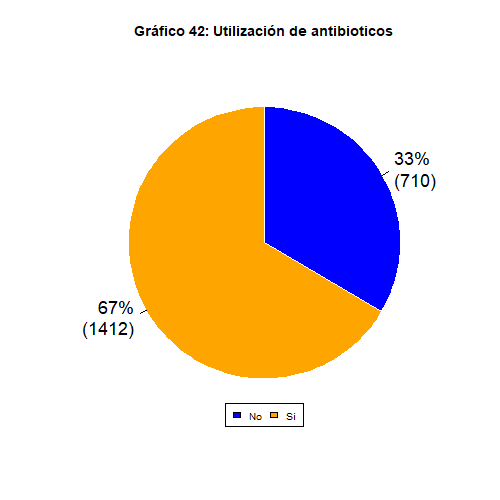 Gráfico 42: Utilización de antibioticos
33%
(710)
67%
(1412)
No Si